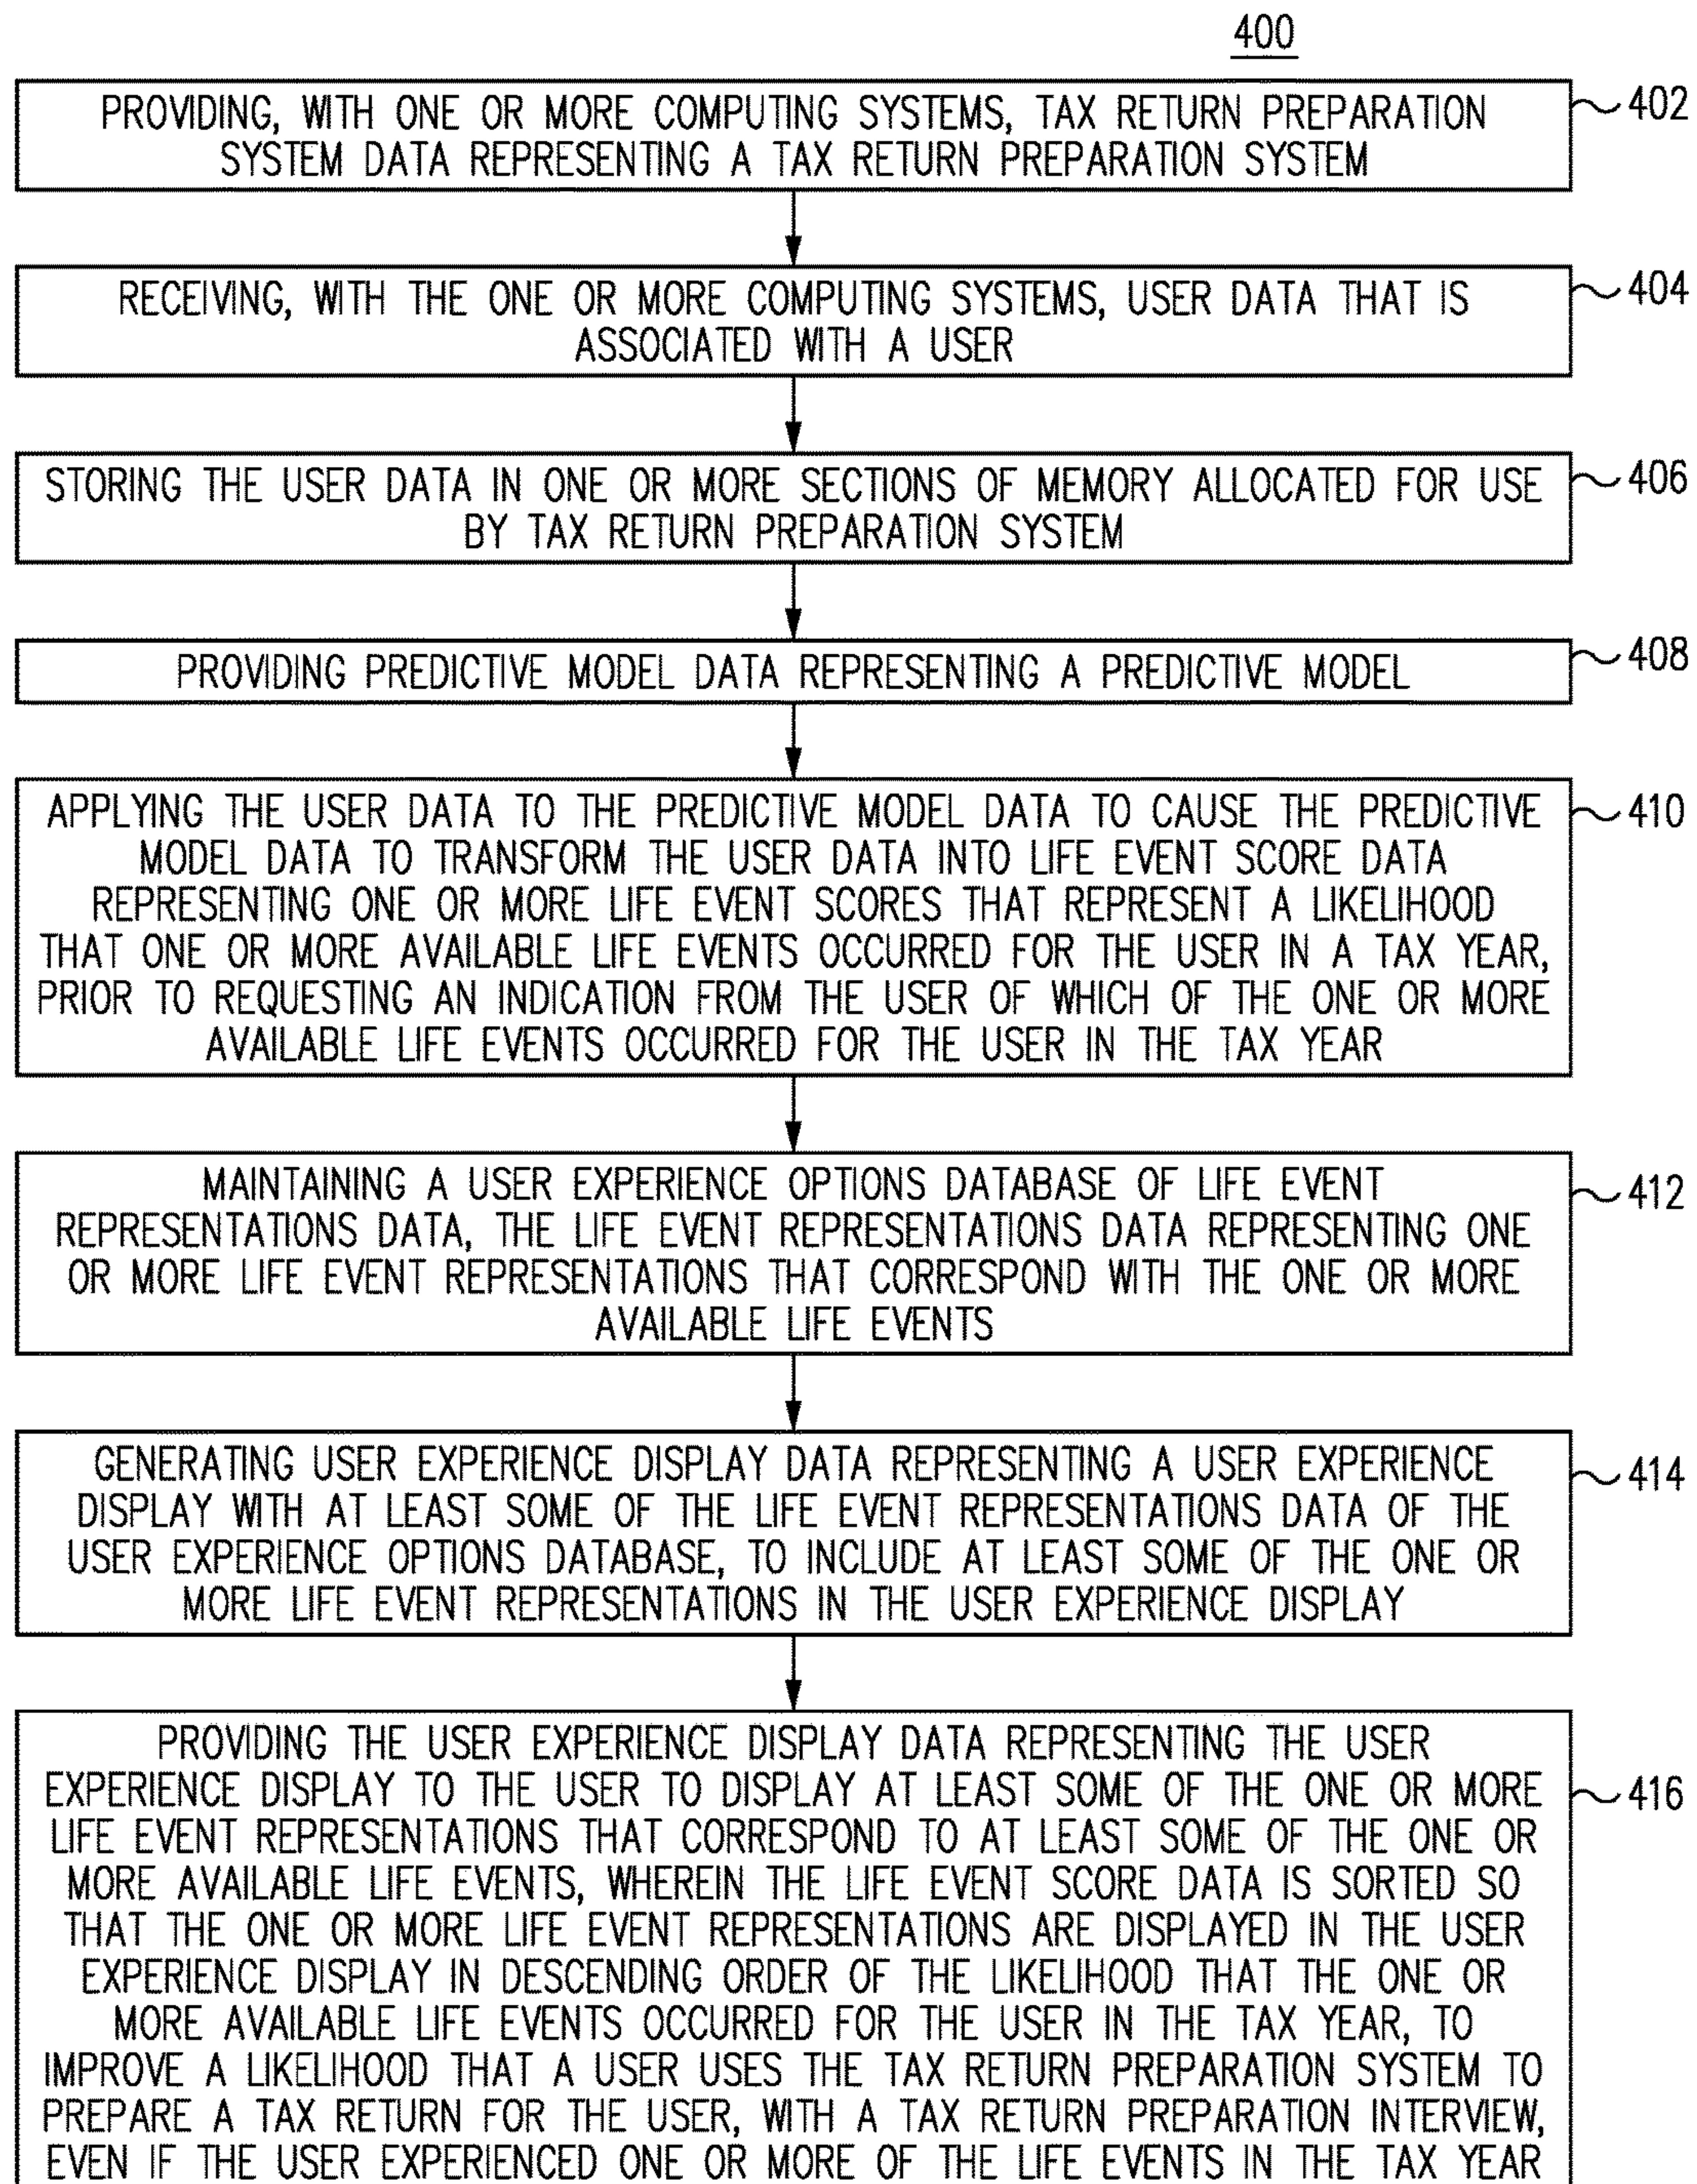 400
PROVIDING, WITH ONE OR MORE COMPUTING SYSTEMS, TAX RETURN PREPARATION
SYSTEM DATA REPRESENTING A TAX RETURN PREPARATION SYSTEM
402
RECEIVING, WITH THE ONE OR MORE COMPUTING SYSTEMS, USER DATA THAT IS
ASSOCIATED WITH A USER
404
STORING THE USER DATA IN ONE OR MORE SECTIONS OF MEMORY ALLOCATED FOR USE
BY TAX RETURN PREPARATION SYSTEM
406
PROVIDING PREDICTIVE MODEL DATA REPRESENTING A PREDICTIVE MODEL
408
APPLYING THE USER DATA TO THE PREDICTIVE MODEL DATA TO CAUSE THE PREDICTIVE
MODEL DATA TO TRANSFORM THE USER DATA INTO LIFE EVENT SCORE DATA
REPRESENTING ONE OR MORE LIFE EVENT SCORES THAT REPRESENT A LIKELIHOOD
THAT ONE OR MORE AVAILABLE LIFE EVENTS OCCURRED FOR THE USER IN A TAX YEAR,
PRIOR TO REQUESTING AN INDICATION FROM THE USER OF WHICH OF THE ONE OR MORE
AVAILABLE LIFE EVENTS OCCURRED FOR THE USER IN THE TAX YEAR
410
MAINTAINING A USER EXPERIENCE OPTIONS DATABASE OF LIFE EVENT
REPRESENTATIONS DATA, THE LIFE EVENT REPRESENTATIONS DATA REPRESENTING ONE
OR MORE LIFE EVENT REPRESENTATIONS THAT CORRESPOND WITH THE ONE OR MORE
AVAILABLE LIFE EVENTS
412
GENERATING USER EXPERIENCE DISPLAY DATA REPRESENTING A USER EXPERIENCE
DISPLAY WITH AT LEAST SOME OF THE LIFE EVENT REPRESENTATIONS DATA OF THE
USER EXPERIENCE OPTIONS DATABASE, TO INCLUDE AT LEAST SOME OF THE ONE OR
MORE LIFE EVENT REPRESENTATIONS IN THE USER EXPERIENCE DISPLAY
414
PROVIDING THE USER EXPERIENCE DISPLAY DATA REPRESENTING THE USER
EXPERIENCE DISPLAY TO THE USER TO DISPLAY AT LEAST SOME OF THE ONE OR MORE
LIFE EVENT REPRESENTATIONS THAT CORRESPOND TO AT LEAST SOME OF THE ONE OR
MORE AVAILABLE LIFE EVENTS, WHEREIN THE LIFE EVENT SCORE DATA IS SORTED SO
THAT THE ONE OR MORE LIFE EVENT REPRESENTATIONS ARE DISPLAYED IN THE USER
EXPERIENCE DISPLAY IN DESCENDING ORDER OF THE LIKELIHOOD THAT THE ONE OR
MORE AVAILABLE LIFE EVENTS OCCURRED FOR THE USER IN THE TAX YEAR, TO
IMPROVE A LIKELIHOOD THAT A USER USES THE TAX RETURN PREPARATION SYSTEM TO
PREPARE A TAX RETURN FOR THE USER, WITH A TAX RETURN PREPARATION INTERVIEW,
EVEN IF THE USER EXPERIENCED ONE OR MORE OF THE LIFE EVENTS IN THE TAX YEAR
416